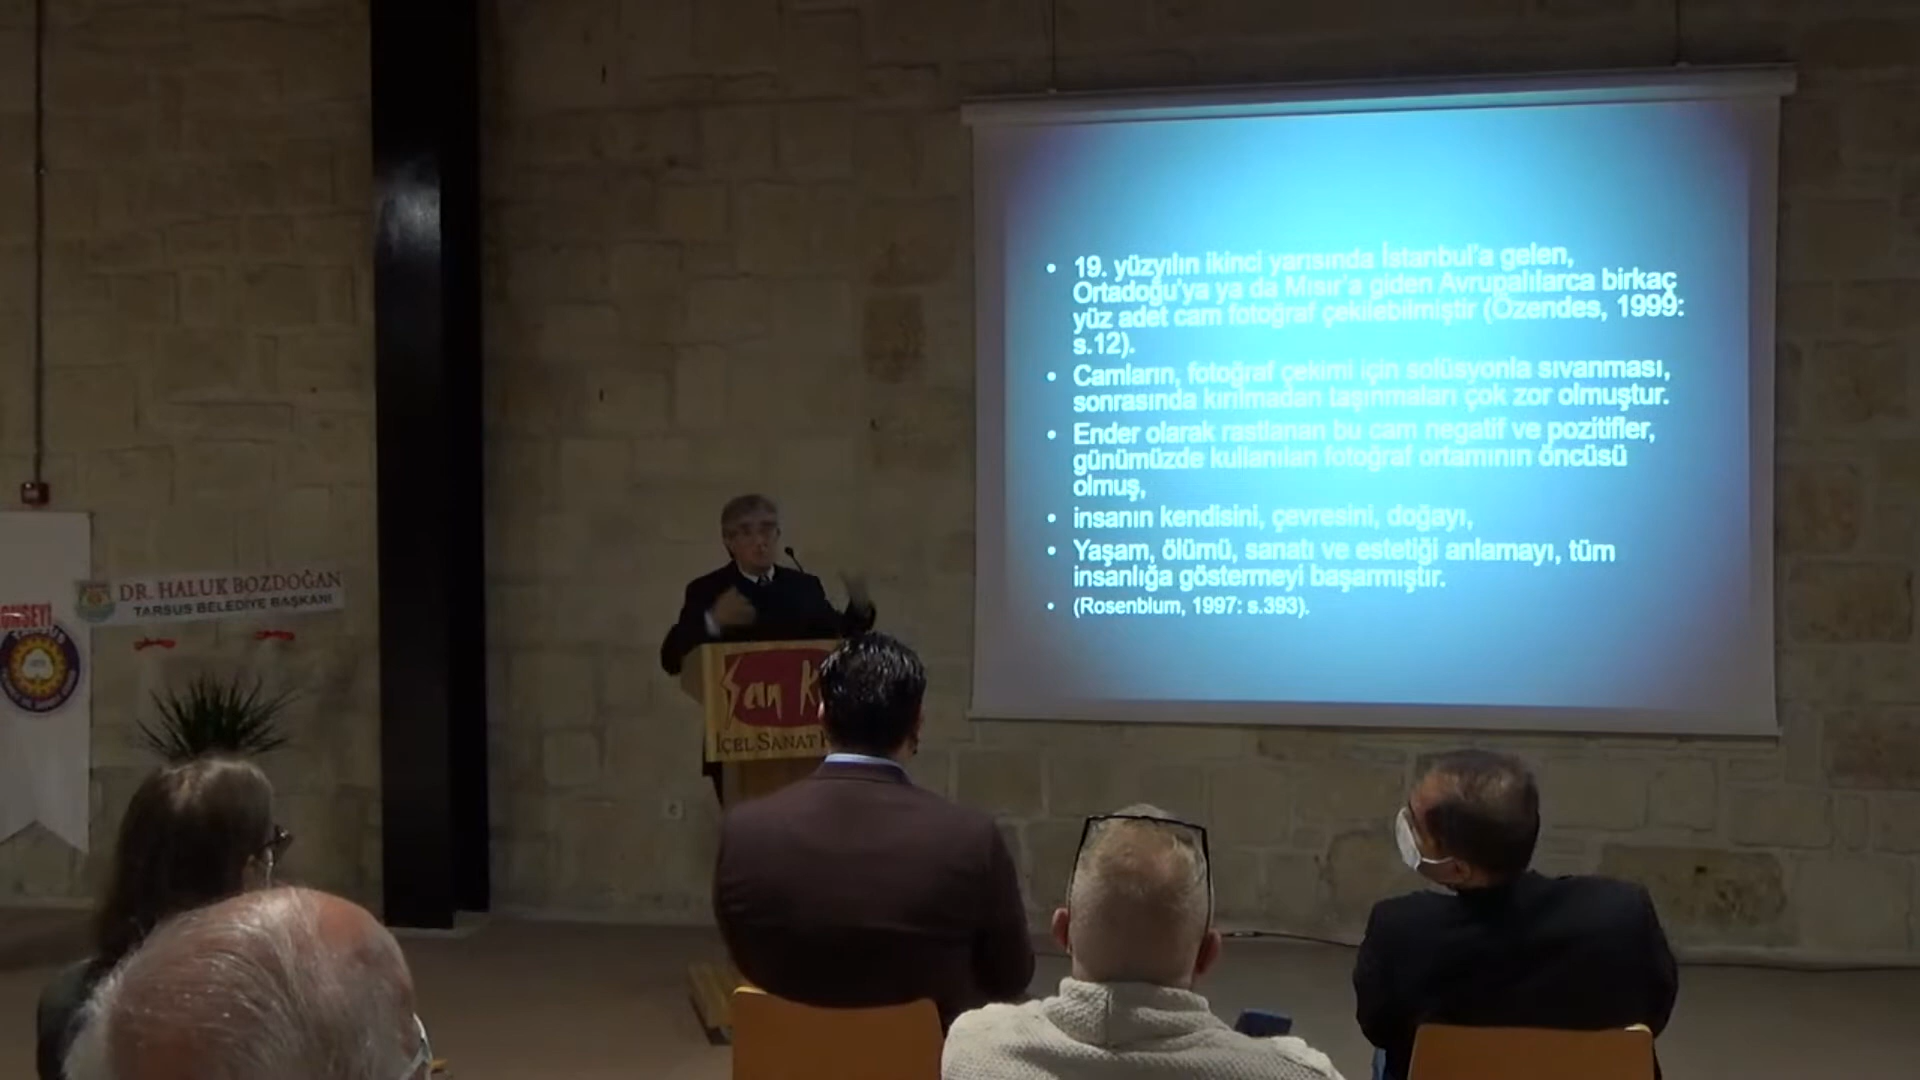 19. yüzyılın ikinci yarısında İstanbul'a gelen,
Ortadoğu'ya ya da Mısır'a giden Avrupalılarca birkaç
yüz adet cam fotoğraf çekilebilmiştir (Özendes, 1999:
s.12).
Camların, fotoğraf çekimi için solüsyonla sıvanması,
sonrasında kırılmadan taşınmaları çok zor olmuştur.
Ender olarak rastlanan bu cam negatif ve pozitifler,
günümüzde kullanılan fotoğraf ortamının öncüsü
olmuş,
insanın kendisini, çevresini, doğayı,
Yaşam, ölümü, sanatı ve estetiği anlamayı, tüm
insanlığa göstermeyi başarmıştır.
(Rosenblum, 1997: s.393).
DR. HALUK BOZDOĞAN
TARSUS BELEDİYE BAŞKANI
ONSEYİ
San K
İÇEL SANAT